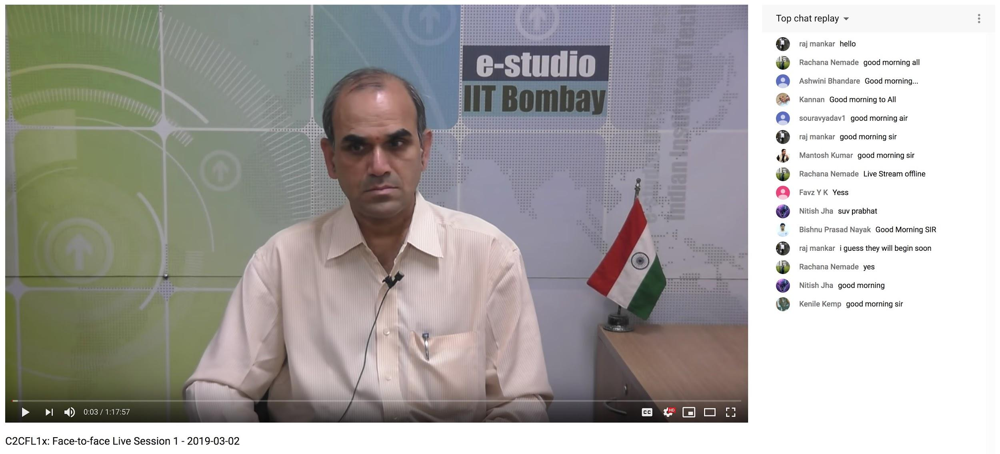 e-studio
IIT Bombay
0:03 / 1:17:57
CC
HD
C2CFL1x: Face-to-face Live Session 1 - 2019-03-02
Top chat replay
raj mankar hello
Rachana Nemade good morning all
Ashwini Bhandare Good morning...
Kannan Good morning to All
souravyadav1 good morning air
raj mankar good morning sir
Mantosh Kumar good morning sir
Rachana Nemade Live Stream offline
Favz Y K Yess
Nitish Jha suv prabhat
Bishnu Prasad Nayak Good Morning SIR
raj mankar i guess they will begin soon
Rachana Nemade yes
Nitish Jha good morning
Kenile Kemp good morning sir